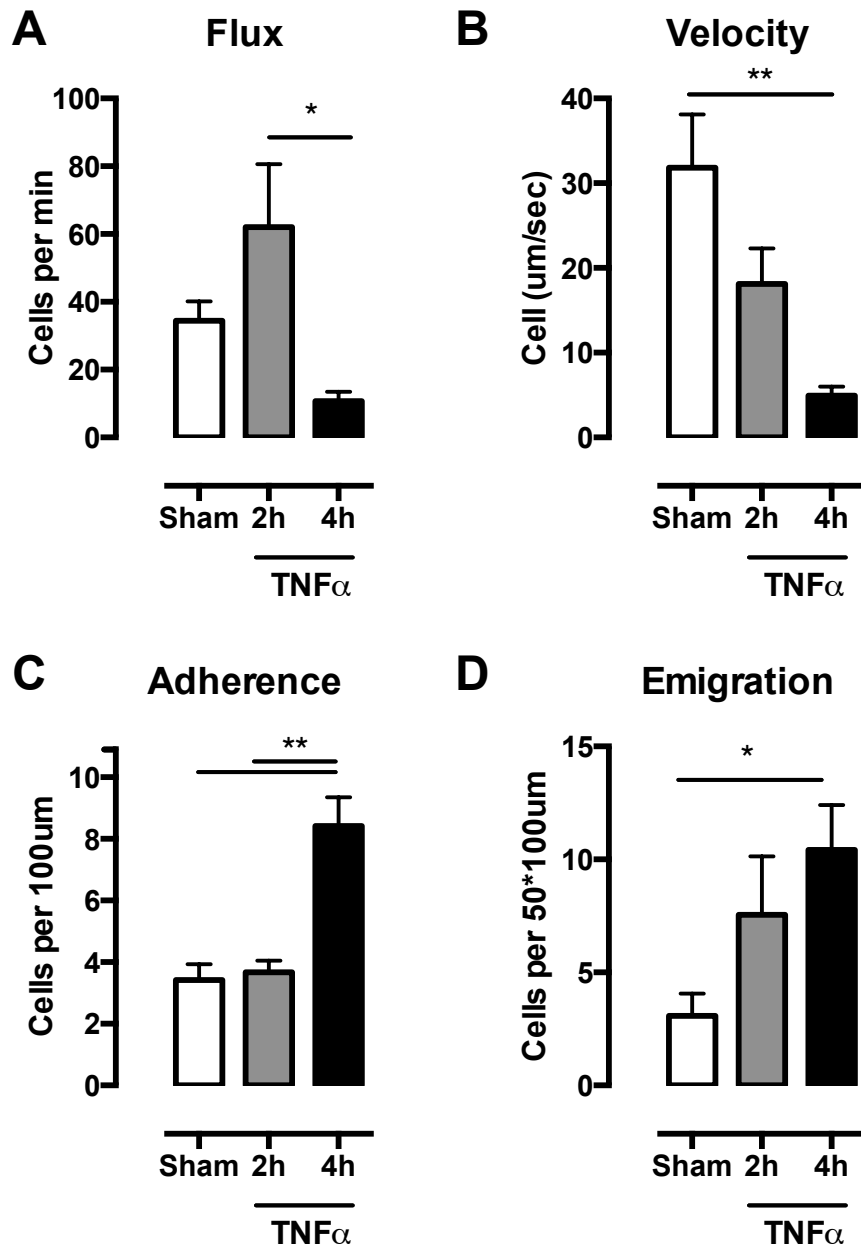 A Flux
Cells per min
100
80
60
40
20
0
*
Sham 2h 4h
TNFα
B Velocity
Cell (um/sec)
40
30
20
10
0
**
Sham 2h 4h
TNFα
C Adherence
Cells per 100um
10
8
6
4
2
0
**
Sham 2h 4h
TNFα
D Emigration
Cells per 50*100um
15
10
5
0
*
Sham 2h 4h
TNFα